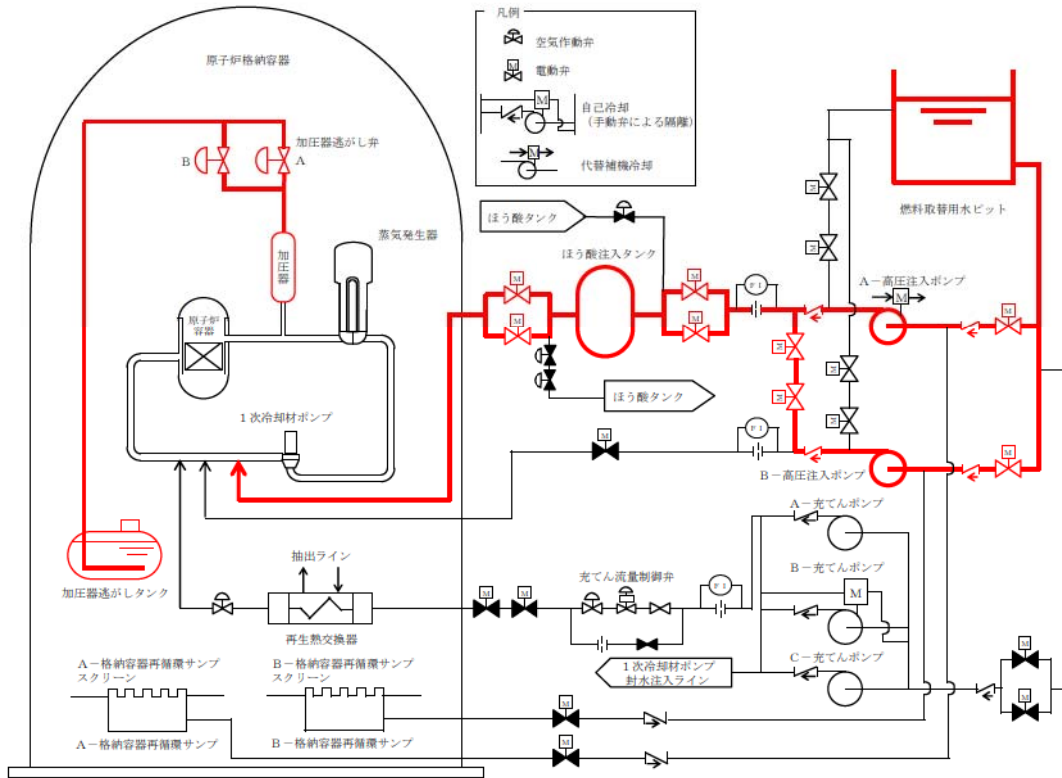 凡例
空気作動弁
M
電動弁
M
自己冷却
(手動弁による隔離)
M
代替補機冷却
原子炉格納容器
加圧器逃がし弁
B
A
加圧器
蒸気発生器
原子炉
容器
1次冷却材ポンプ
加圧器逃がしタンク
ほう酸タンク
ほう酸注入タンク
M
M
M
M
FI
ほう酸タンク
M
M
M
M
M
M
燃料取替用水ピット
A-高圧注入ポンプ
M
M
M
FI
B-高圧注入ポンプ
M
A-充てんポンプ
抽出ライン
再生熱交換器
M
M
充てん流量制御弁
FI
B-充てんポンプ
M
1次冷却材ポンプ
封水注入ライン
C-充てんポンプ
M
M
A-格納容器再循環サンプ
スクリーン
B-格納容器再循環サンプ
スクリーン
A-格納容器再循環サンプ
B-格納容器再循環サンプ
M
M